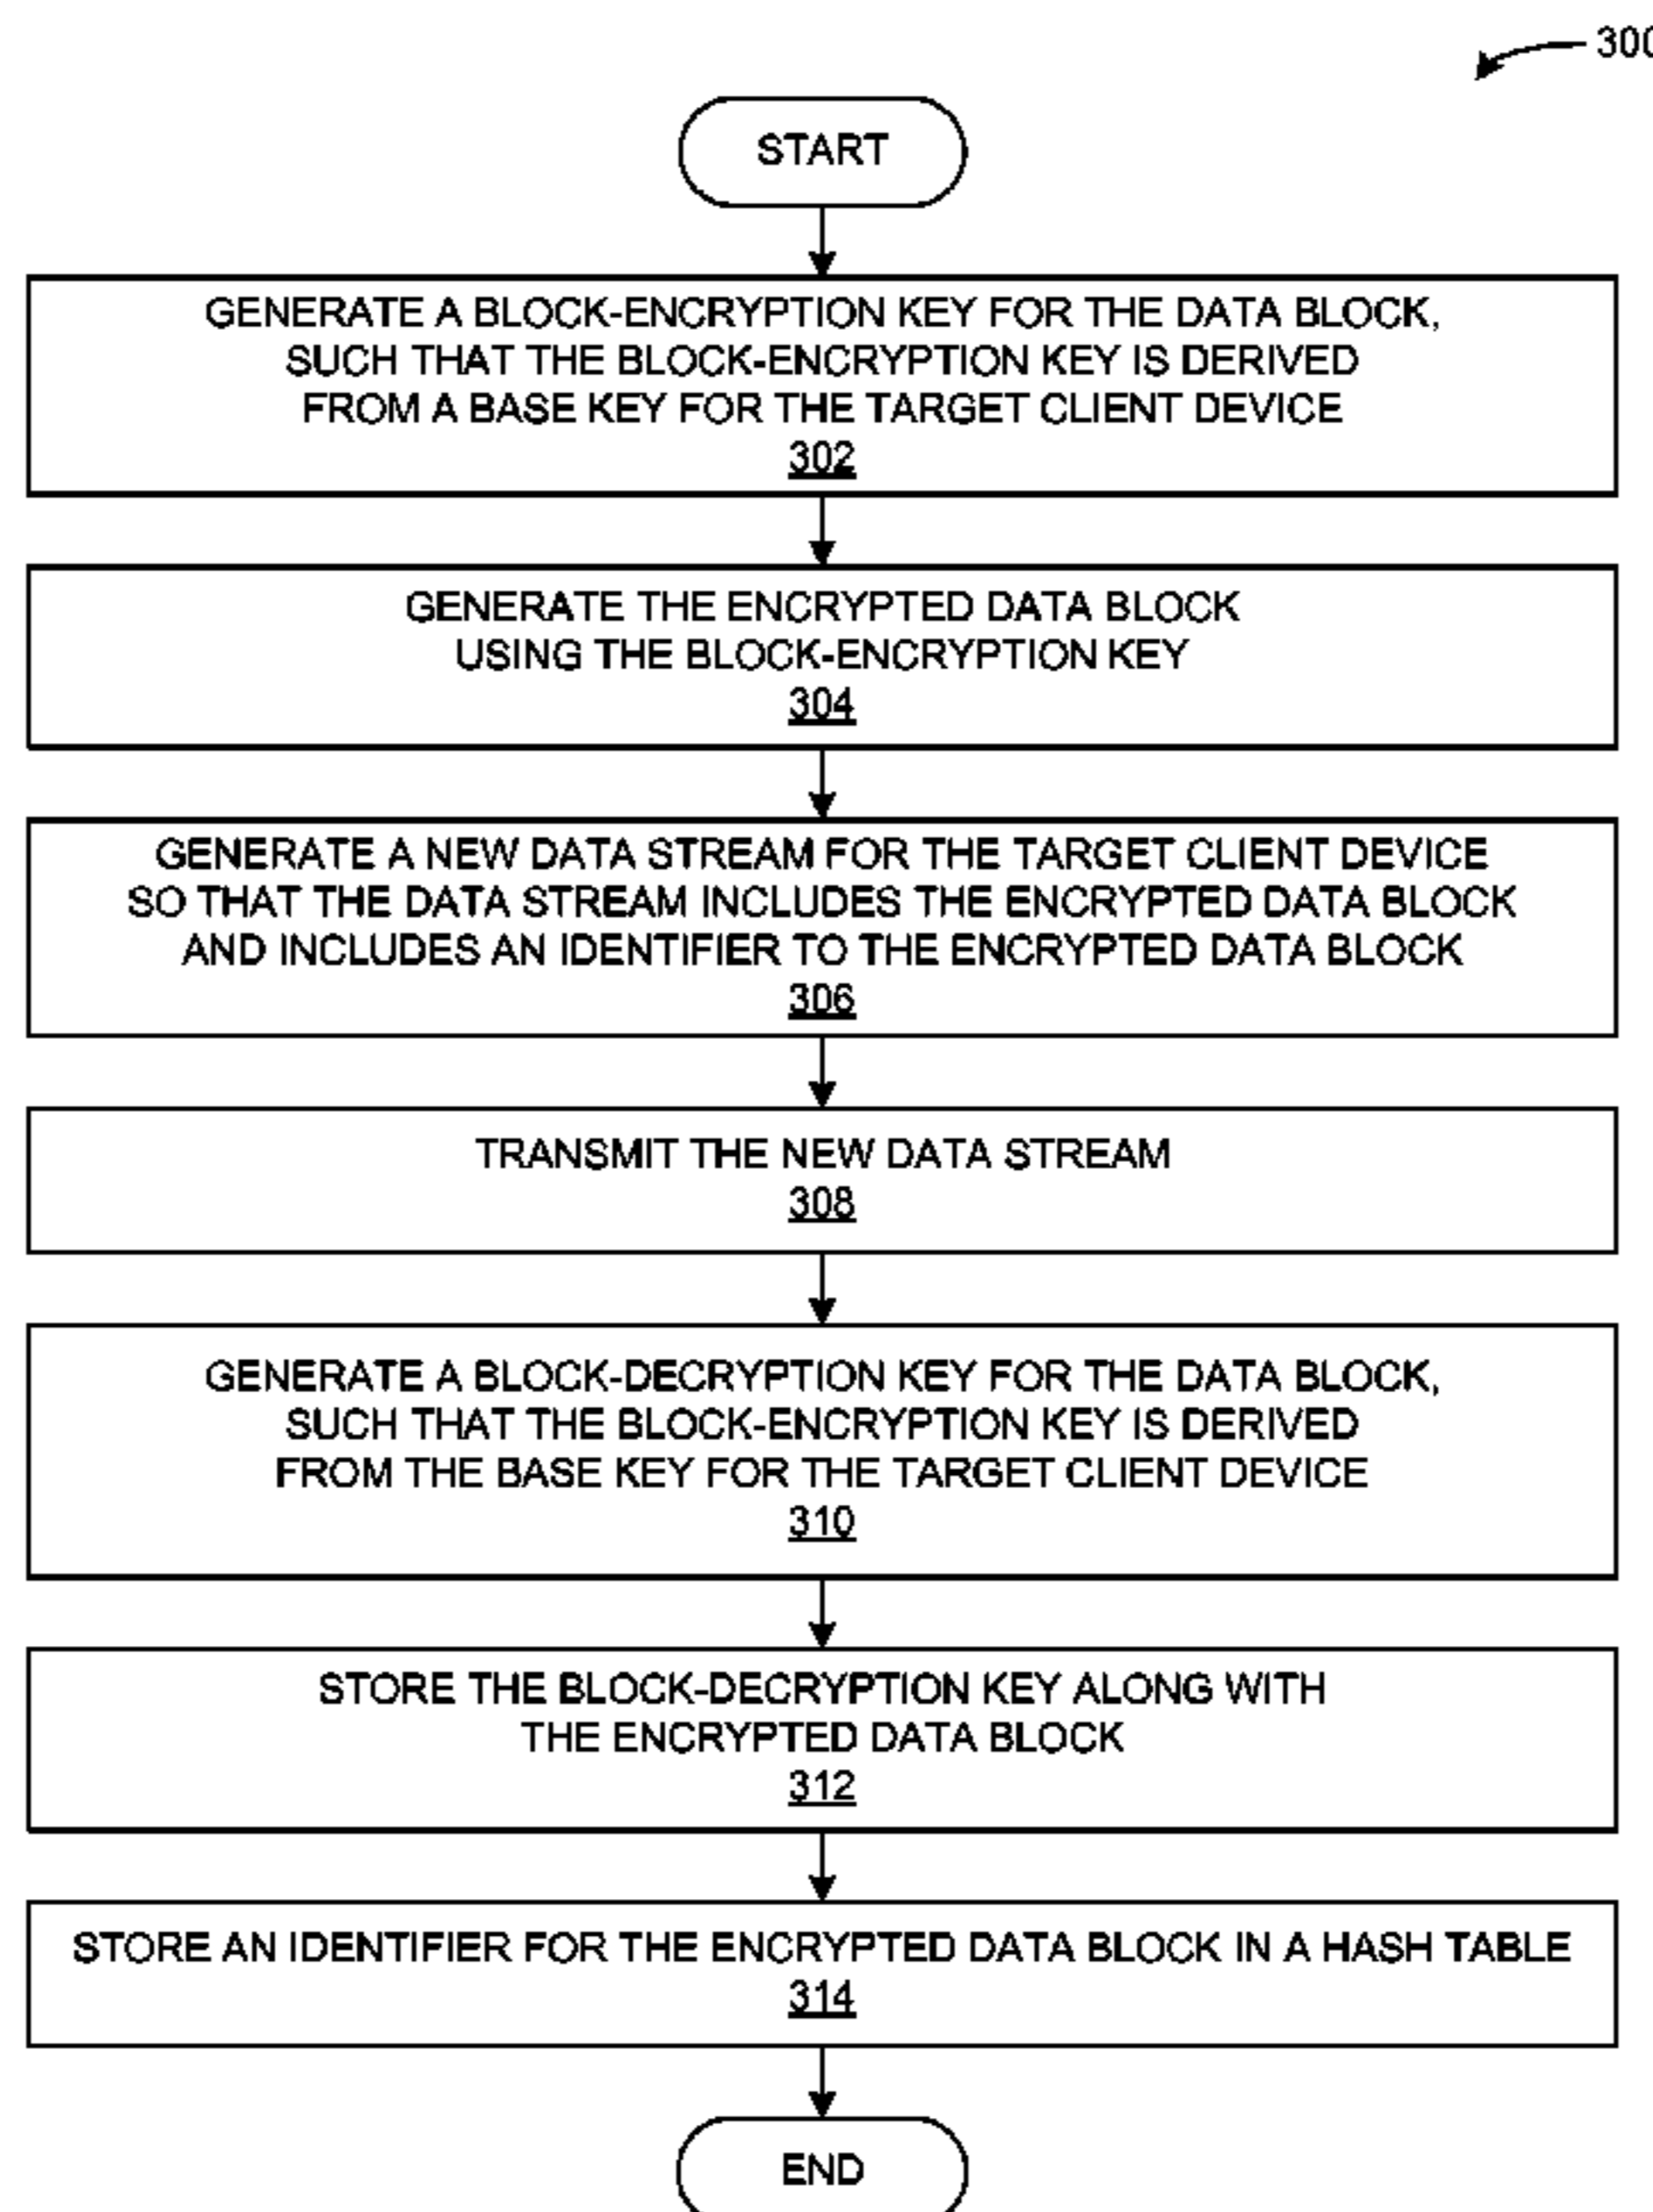 300
START
GENERATE A BLOCK-ENCRYPTION KEY FOR THE DATA BLOCK,
SUCH THAT THE BLOCK-ENCRYPTION KEY IS DERIVED
FROM A BASE KEY FOR THE TARGET CLIENT DEVICE
302
GENERATE THE ENCRYPTED DATA BLOCK
USING THE BLOCK-ENCRYPTION KEY
304
GENERATE A NEW DATA STREAM FOR THE TARGET CLIENT DEVICE
SO THAT THE DATA STREAM INCLUDES THE ENCRYPTED DATA BLOCK
AND INCLUDES AN IDENTIFIER TO THE ENCRYPTED DATA BLOCK
306
TRANSMIT THE NEW DATA STREAM
308
GENERATE A BLOCK-DECRYPTION KEY FOR THE DATA BLOCK,
SUCH THAT THE BLOCK-ENCRYPTION KEY IS DERIVED
FROM THE BASE KEY FOR THE TARGET CLIENT DEVICE
310
STORE THE BLOCK-DECRYPTION KEY ALONG WITH
THE ENCRYPTED DATA BLOCK
312
STORE AN IDENTIFIER FOR THE ENCRYPTED DATA BLOCK IN A HASH TABLE
314
END